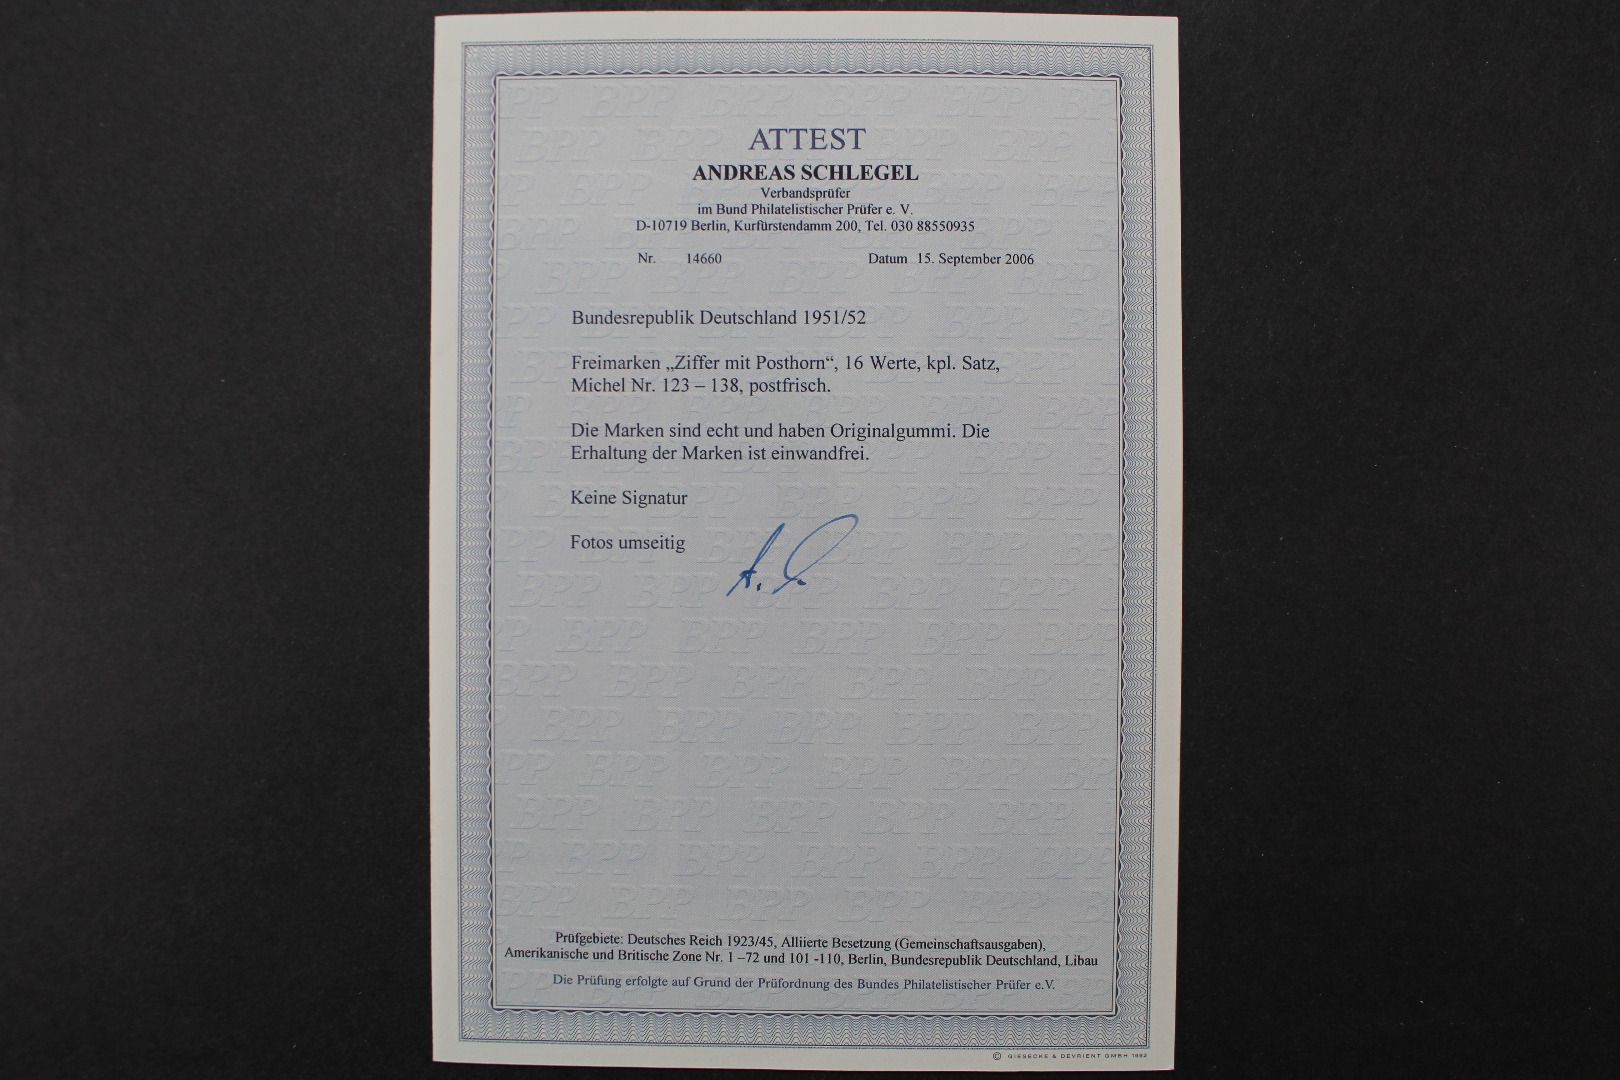 ATTEST
ANDREAS SCHLEGEL
Verbandsprüfer
im Bund Philatelistischer Prüfer e. V.
D-10719 Berlin, Kurfürstendamm 200, Tel. 030 88550935
Nr. 14660 Datum 15. September 2006
Bundesrepublik Deutschland 1951/52
Freimarken „Ziffer mit Posthorn“, 16 Werte, kpl. Satz,
Michel Nr. 123 – 138, postfrisch.
Die Marken sind echt und haben Originalgummi. Die
Erhaltung der Marken ist einwandfrei.
Keine Signatur
Fotos umseitig
A. S.
Prüfgebiete: Deutsches Reich 1923/45, Alliierte Besetzung (Gemeinschaftsausgaben),
Amerikanische und Britische Zone Nr. 1 –72 und 101 -110, Berlin, Bundesrepublik Deutschland, Libau
Die Prüfung erfolgte auf Grund der Prüfordnung des Bundes Philatelistischer Prüfer e.V.
© GIESECKE & DEVRIENT GMBH 1992